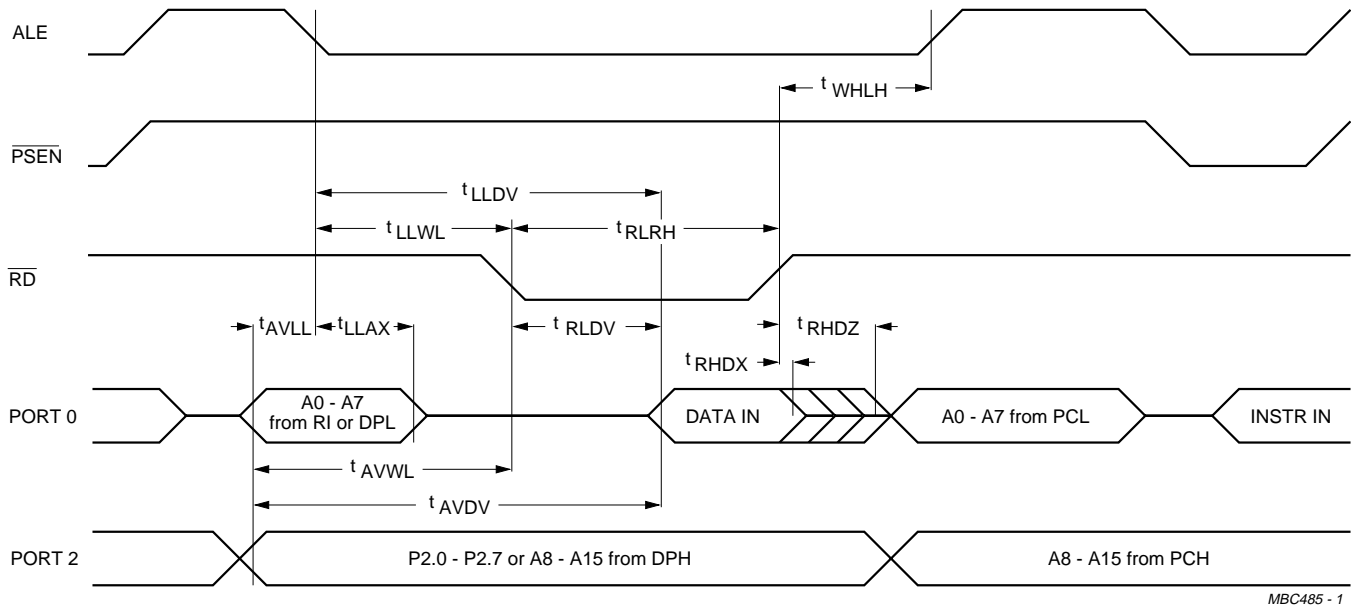 ALE
t WHLH
PSEN
t LLDV
t LLWL
t RLRH
RD
t AVLL
t LLAX
t RLDV
t RHDZ
t RHDX
PORT 0
A0 - A7
from RI or DPL
DATA IN
A0 - A7 from PCL
INSTR IN
t AVWL
t AVDV
PORT 2
P2.0 - P2.7 or A8 - A15 from DPH
A8 - A15 from PCH
MBC485 - 1